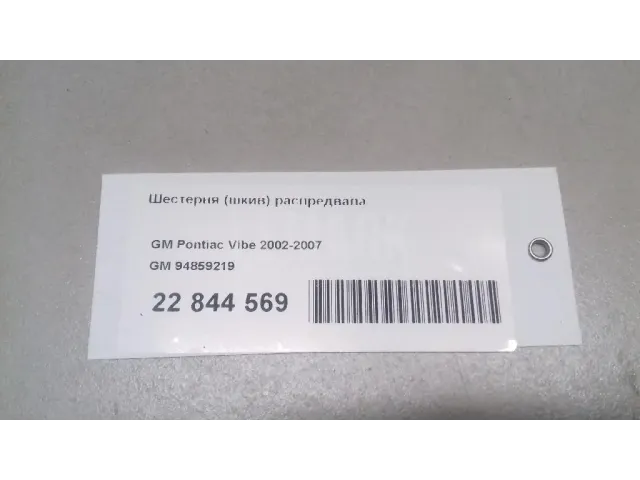 Шестерня (шкив) распредвала
GM Pontiac Vibe 2002-2007
GM 94859219
22 844 569